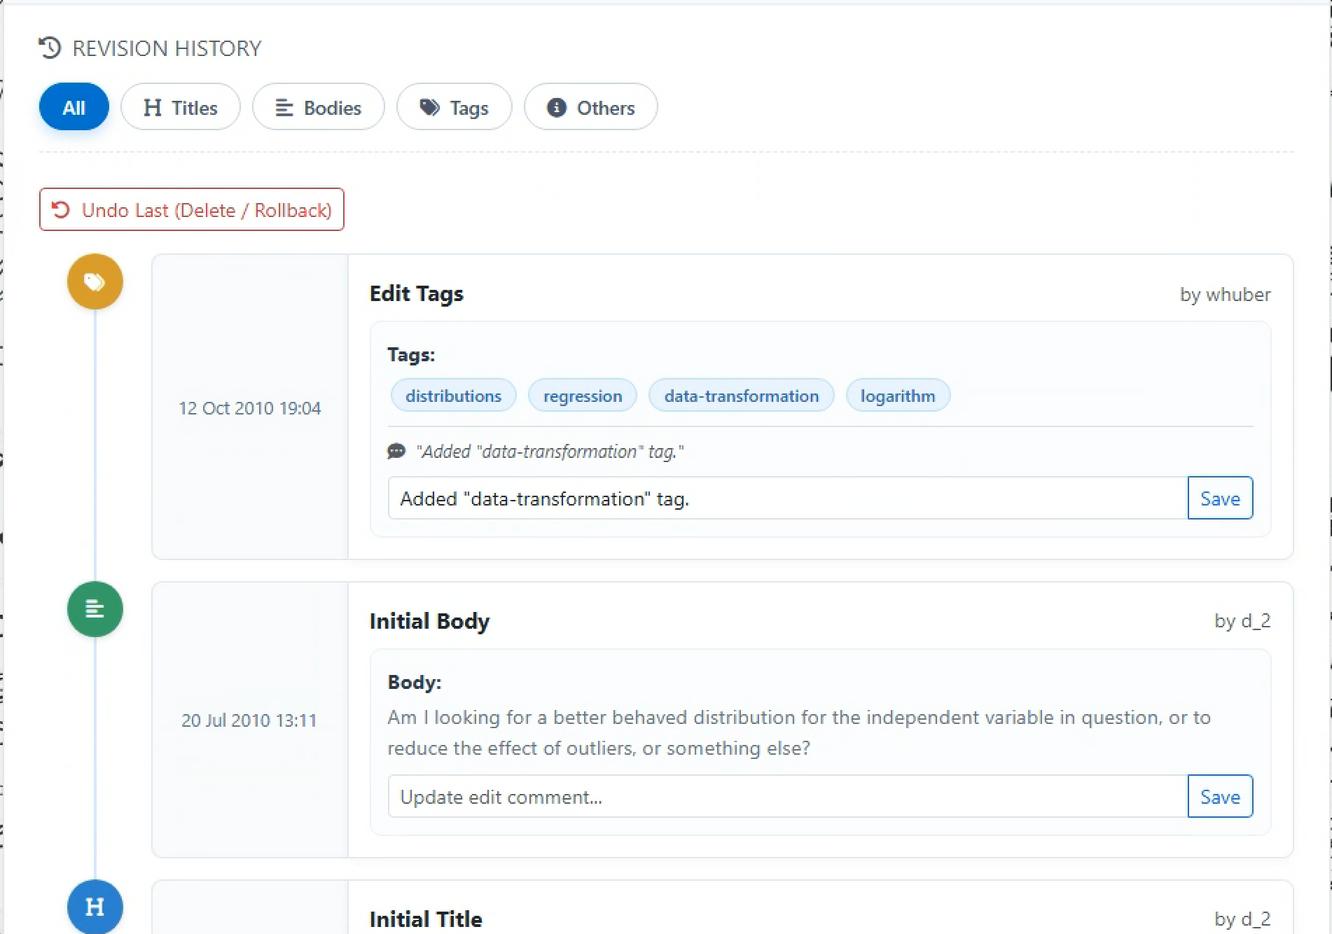 REVISION HISTORY
All
H Titles
Bodies
Tags
Others
Undo Last (Delete / Rollback)
Edit Tags
by whuber
12 Oct 2010 19:04
Tags:
distributions regression data-transformation logarithm
"Added "data-transformation" tag."
Added "data-transformation" tag.
Save
Initial Body
by d_2
20 Jul 2010 13:11
Body:
Am I looking for a better behaved distribution for the independent variable in question, or to
reduce the effect of outliers, or something else?
Update edit comment...
Save
H
Initial Title
by d_2